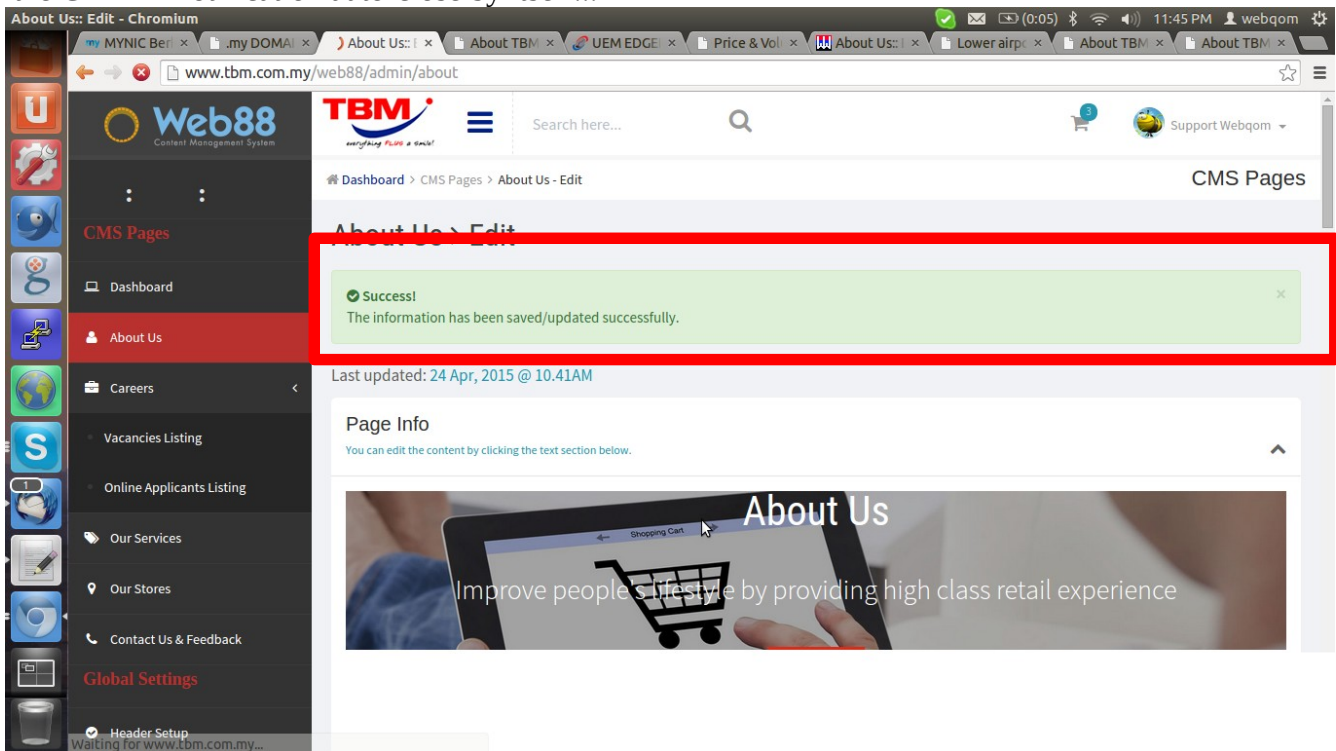 About Us:: Edit - Chromium
(0:05)
11:45 PM
webqom
MYNIC Ber
.my DOMAI
About Us:: E
About TBM
UEM EDGE
Price & Vol
About Us::
Lower airpo
About TBM
About TBM
www.tbm.com.my/web88/admin/about
Web88
Content Management System
TBM
everything PLUS a smile!
Search here...
3
Support Webqom
: :
Dashboard > CMS Pages > About Us - Edit
CMS Pages
CMS Pages
About Us > Edit
Dashboard
Success!
The information has been saved/updated successfully.
About Us
Last updated: 24 Apr, 2015 @ 10.41AM
Careers
Page Info
You can edit the content by clicking the text section below.
Vacancies Listing
Online Applicants Listing
About Us
Shopping Cart
Our Services
Improve people's lifestyle by providing high class retail experience
Our Stores
Contact Us & Feedback
Global Settings
Header Setup
Waiting for www.tbm.com.my...